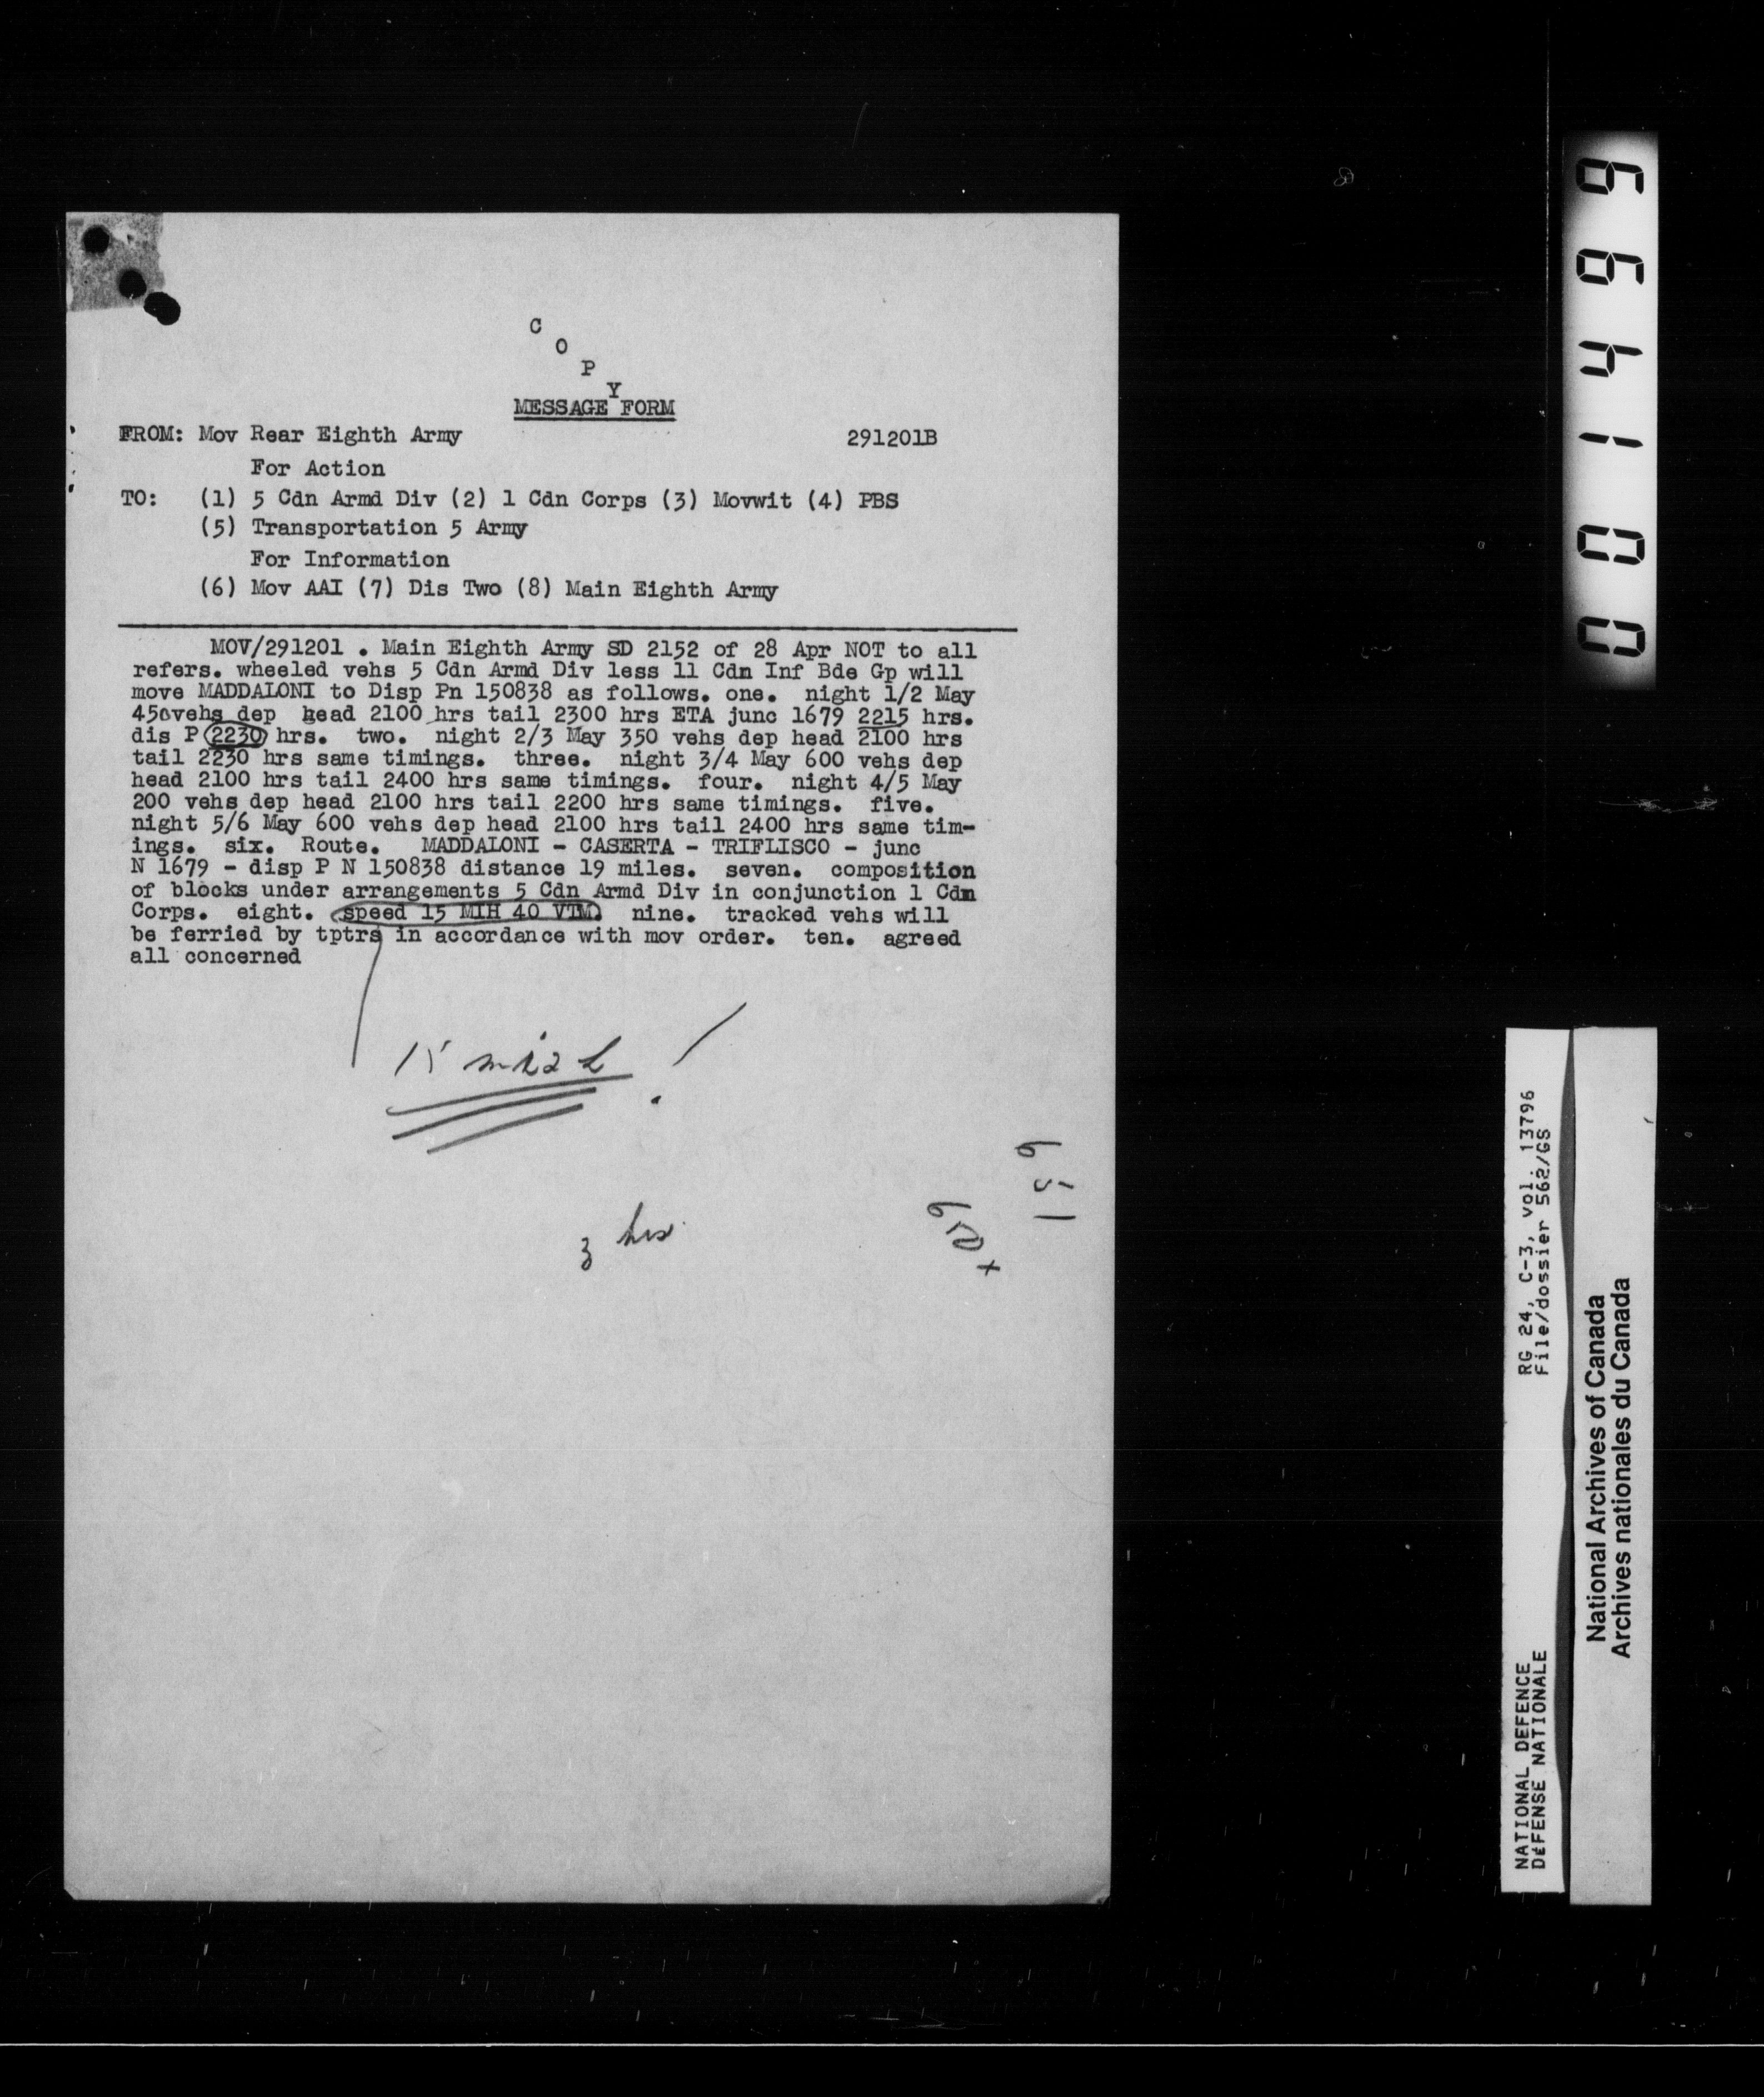 C
O
P
Y
MESSAGE FORM
FROM: Mov Rear Eighth Army 291201B
For Action
TO: (1) 5 Cdn Armd Div (2) 1 Cdn Corps (3) Movwit (4) PBS
(5) Transportation 5 Army
For Information
(6) Mov AAI (7) Dis Two (8) Main Eighth Army
MOV/291201 . Main Eighth Army SD 2152 of 28 Apr NOT to all
refers. wheeled vehs 5 Cdn Armd Div less 11 Cdn Inf Bde Gp will
move MADDALONI to Disp Pn 150838 as follows. one. night 1/2 May
450vehs dep head 2100 hrs tail 2300 hrs ETA junc 1679 2215 hrs.
dis P 2230 hrs. two. night 2/3 May 350 vehs dep head 2100 hrs
tail 2230 hrs same timings. three. night 3/4 May 600 vehs dep
head 2100 hrs tail 2400 hrs same timings. four. night 4/5 May
200 vehs dep head 2100 hrs tail 2200 hrs same timings. five.
night 5/6 May 600 vehs dep head 2100 hrs tail 2400 hrs same tim-
ings. six. Route. MADDALONI - CASERTA - TRIFLISCO - junc
N 1679 - disp P N 150838 distance 19 miles. seven. composition
of blocks under arrangements 5 Cdn Armd Div in conjunction 1 Cdn
Corps. eight. speed 15 MIH 40 VTM. nine. tracked vehs will
be ferried by tptrs in accordance with mov order. ten. agreed
all concerned
3 hrs
001499
RG 24, C-3, vol. 13796
File/dossier 562/GS
NATIONAL DEFENCE
DÉFENSE NATIONALE
National Archives of Canada
Archives nationales du Canada